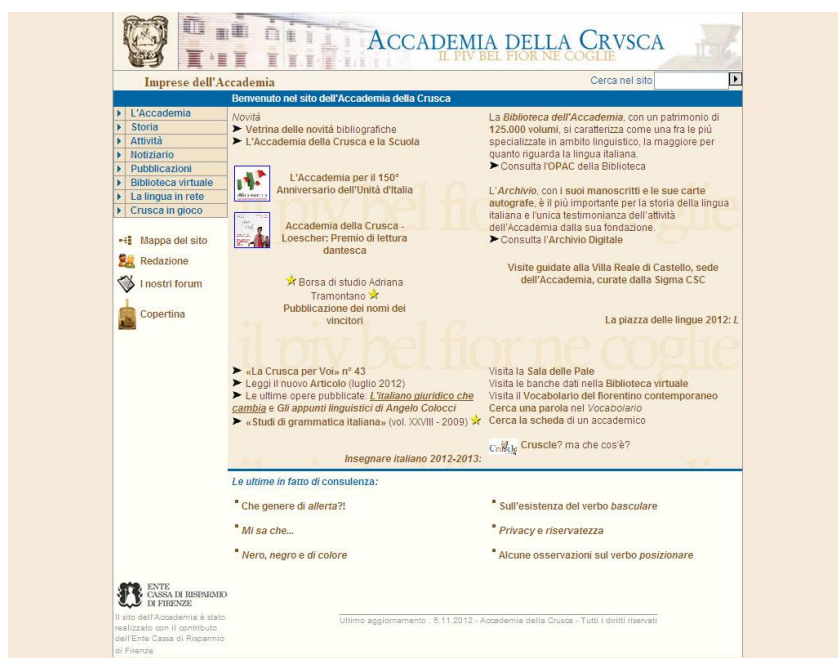 ACCADEMIA DELLA CRVSCA
IL PIV BEL FIOR NE COGLIE
Imprese dell'Accademia
Cerca nel sito
Benvenuto nel sito dell'Accademia della Crusca
L'Accademia
Storia
Attività
Notiziario
Pubblicazioni
Biblioteca virtuale
La lingua in rete
Crusca in gioco
Mappa del sito
Redazione
I nostri forum
Copertina
Novità
Vetrina delle novità bibliografiche
L'Accademia della Crusca e la Scuola
L'Accademia per il 150°
Anniversario dell'Unità d'Italia
Accademia della Crusca -
Loescher: Premio di lettura
dantesca
Borsa di studio Adriana
Tramontano
Pubblicazione dei nomi dei
vincitori
La Biblioteca dell'Accademia, con un patrimonio di
125.000 volumi, si caratterizza come una fra le più
specializzate in ambito linguistico, la maggiore per
quanto riguarda la lingua italiana.
Consulta l'OPAC della Biblioteca
L'Archivio, con i suoi manoscritti e le sue carte
autografe, è il più importante per la storia della lingua
italiana e l'unica testimonianza dell'attività
dell'Accademia dalla sua fondazione.
Consulta l'Archivio Digitale
Visite guidate alla Villa Reale di Castello, sede
dell'Accademia, curate dalla Sigma CSC
La piazza delle lingue 2012: L
il piv bel fior ne coglie
«La Crusca per Voi» n° 43
Leggi il nuovo Articolo (luglio 2012)
Le ultime opere pubblicate: L'italiano giuridico che
cambia e Gli appunti linguistici di Angelo Colocci
«Studi di grammatica italiana» (vol. XXVIII - 2009)
Insegnare italiano 2012-2013:
Visita la Sala delle Pale
Visita le banche dati nella Biblioteca virtuale
Visita il Vocabolario del fiorentino contemporaneo
Cerca una parola nel Vocabolario
Cerca la scheda di un accademico
Cruscle
Cruscle? ma che cos'è?
Le ultime in fatto di consulenza:
Che genere di allerta?!
Mi sa che...
Nero, negro e di colore
Sull'esistenza del verbo basculare
Privacy e riservatezza
Alcune osservazioni sul verbo posizionare
ENTE
CASSA DI RISPARMIO
DI FIRENZE
Il sito dell'Accademia è stato
realizzato con il contributo
dell'Ente Cassa di Risparmio
di Firenze
Ultimo aggiornamento : 5.11.2012 - Accademia della Crusca - Tutti i diritti riservati